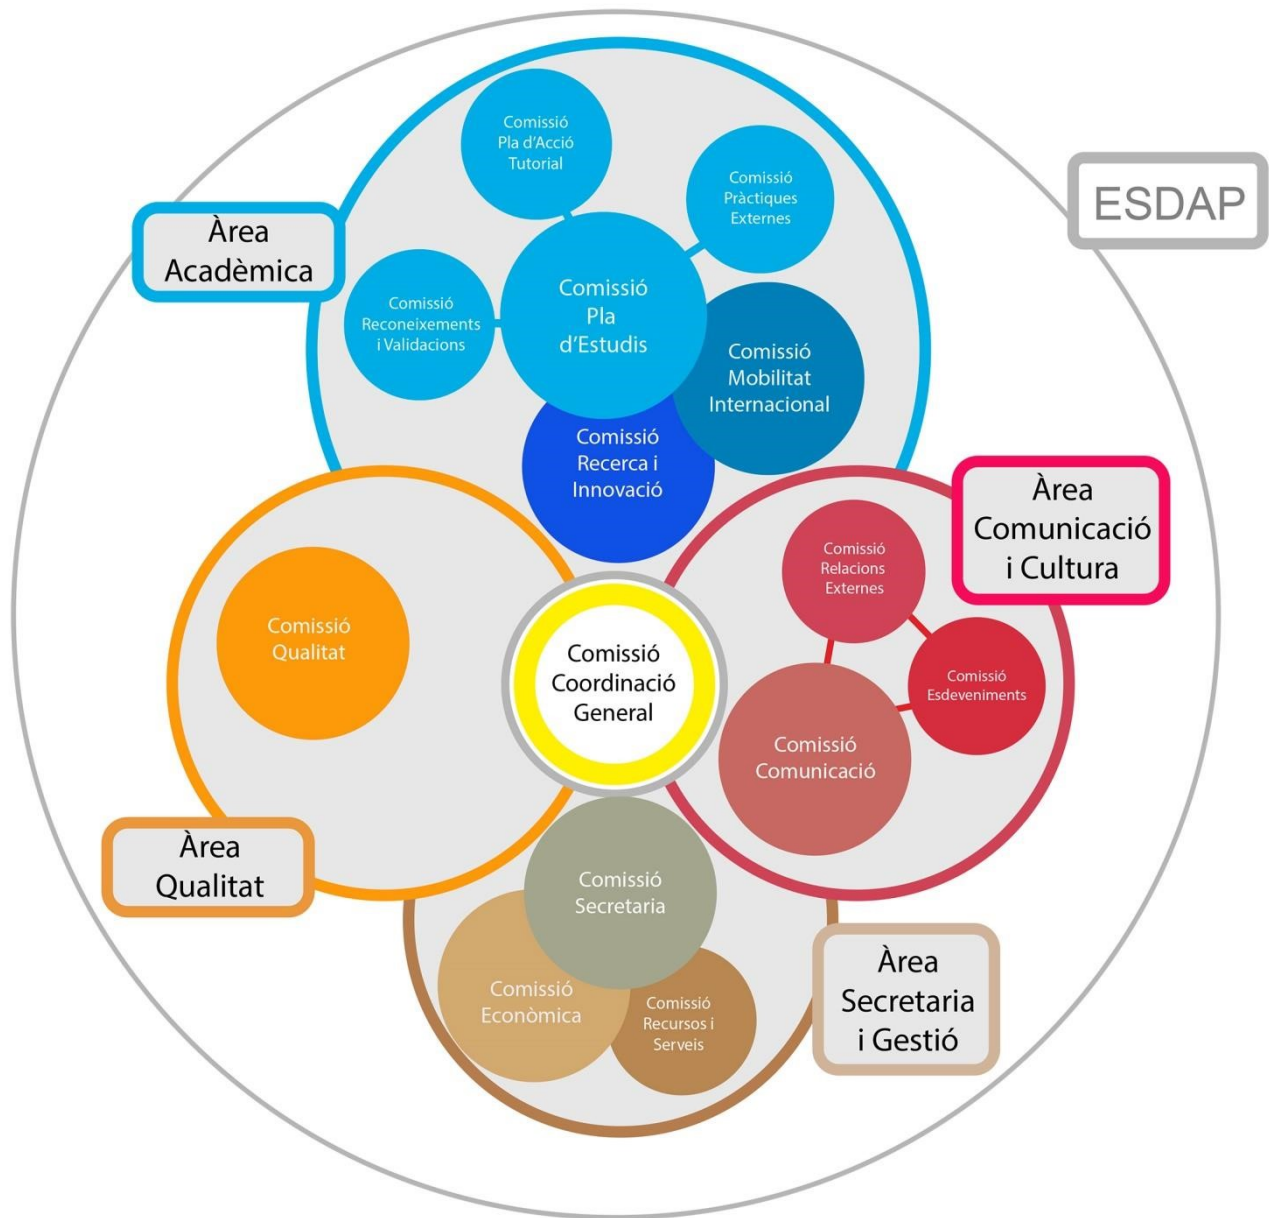 ESDAP
Àrea
Acadèmica
Comissió
Pla d'Acció
Tutorial
Comissió
Pràctiques
Externes
Comissió
Reconeixements
i Validacions
Comissió
Pla
d'Estudis
Comissió
Mobilitat
Internacional
Comissió
Recerca i
Innovació
Àrea
Comunicació
i Cultura
Comissió
Relacions
Externes
Comissió
Esdeveniments
Comissió
Comunicació
Comissió
Qualitat
Comissió
Coordinació
General
Àrea
Qualitat
Comissió
Secretaria
Comissió
Econòmica
Comissió
Recursos i
Serveis
Àrea
Secretaria
i Gestió